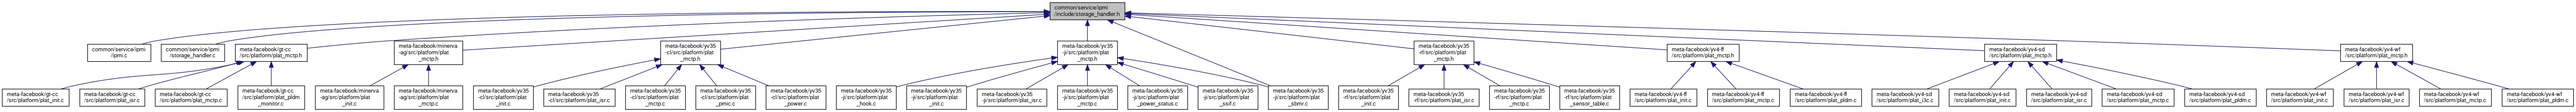 common/service/ipmi
/include/storage_handler.h
common/service/ipmi
/ipmi.c
common/service/ipmi
/storage_handler.c
meta-facebook/gt-cc
/src/platform/plat_mctp.h
meta-facebook/minerva
-ag/src/platform/plat
_mctp.h
meta-facebook/yv35
-cl/src/platform/plat
_mctp.h
meta-facebook/yv35
-ji/src/platform/plat
_mctp.h
meta-facebook/yv35
-rf/src/platform/plat
_mctp.h
meta-facebook/yv4-ff
/src/platform/plat_mctp.h
meta-facebook/yv4-sd
/src/platform/plat_mctp.h
meta-facebook/yv4-wf
/src/platform/plat_mctp.h
meta-facebook/gt-cc
/src/platform/plat_init.c
meta-facebook/gt-cc
/src/platform/plat_isr.c
meta-facebook/gt-cc
/src/platform/plat_mctp.c
meta-facebook/gt-cc
/src/platform/plat_pldm
_monitor.c
meta-facebook/minerva
-ag/src/platform/plat
_init.c
meta-facebook/minerva
-ag/src/platform/plat
_mctp.c
meta-facebook/yv35
-cl/src/platform/plat
_init.c
meta-facebook/yv35
-cl/src/platform/plat_isr.c
meta-facebook/yv35
-cl/src/platform/plat
_mctp.c
meta-facebook/yv35
-cl/src/platform/plat
_pmic.c
meta-facebook/yv35
-cl/src/platform/plat
_power.c
meta-facebook/yv35
-ji/src/platform/plat
_hook.c
meta-facebook/yv35
-ji/src/platform/plat
_init.c
meta-facebook/yv35
-ji/src/platform/plat_isr.c
meta-facebook/yv35
-ji/src/platform/plat
_mctp.c
meta-facebook/yv35
-ji/src/platform/plat
_power_status.c
meta-facebook/yv35
-ji/src/platform/plat
_ssif.c
meta-facebook/yv35
-ji/src/platform/plat
_sbmr.c
meta-facebook/yv35
-rf/src/platform/plat
_init.c
meta-facebook/yv35
-rf/src/platform/plat_isr.c
meta-facebook/yv35
-rf/src/platform/plat
_mctp.c
meta-facebook/yv35
-rf/src/platform/plat
_sensor_table.c
meta-facebook/yv4-ff
/src/platform/plat_init.c
meta-facebook/yv4-ff
/src/platform/plat_mctp.c
meta-facebook/yv4-ff
/src/platform/plat_pldm.c
meta-facebook/yv4-sd
/src/platform/plat_i3c.c
meta-facebook/yv4-sd
/src/platform/plat_init.c
meta-facebook/yv4-sd
/src/platform/plat_isr.c
meta-facebook/yv4-sd
/src/platform/plat_mctp.c
meta-facebook/yv4-sd
/src/platform/plat_pldm.c
meta-facebook/yv4-wf
/src/platform/plat_init.c
meta-facebook/yv4-wf
/src/platform/plat_isr.c
meta-facebook/yv4-wf
/src/platform/plat_mctp.c
meta-facebook/yv4-wf
/src/platform/plat_pldm.c